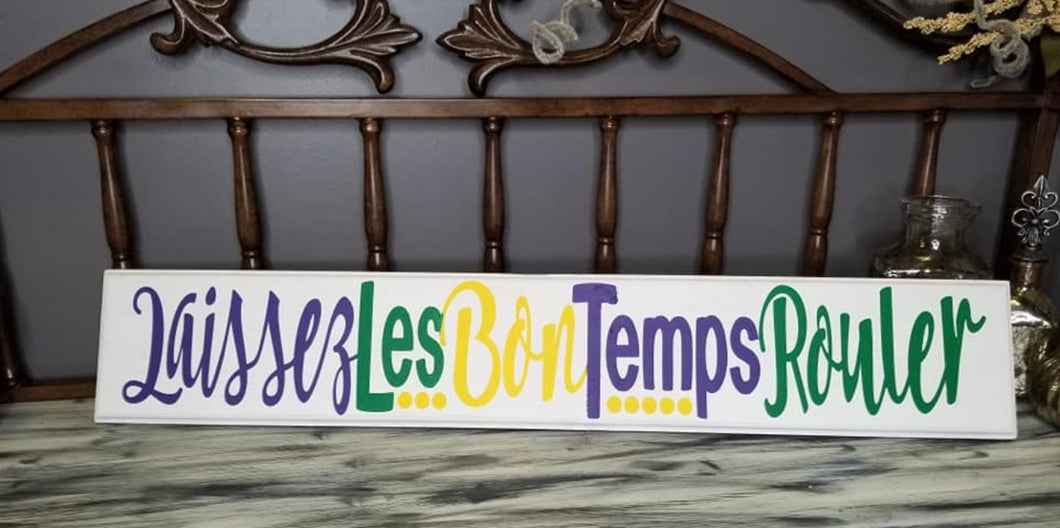 Laissez Les Bon Temps Rouler